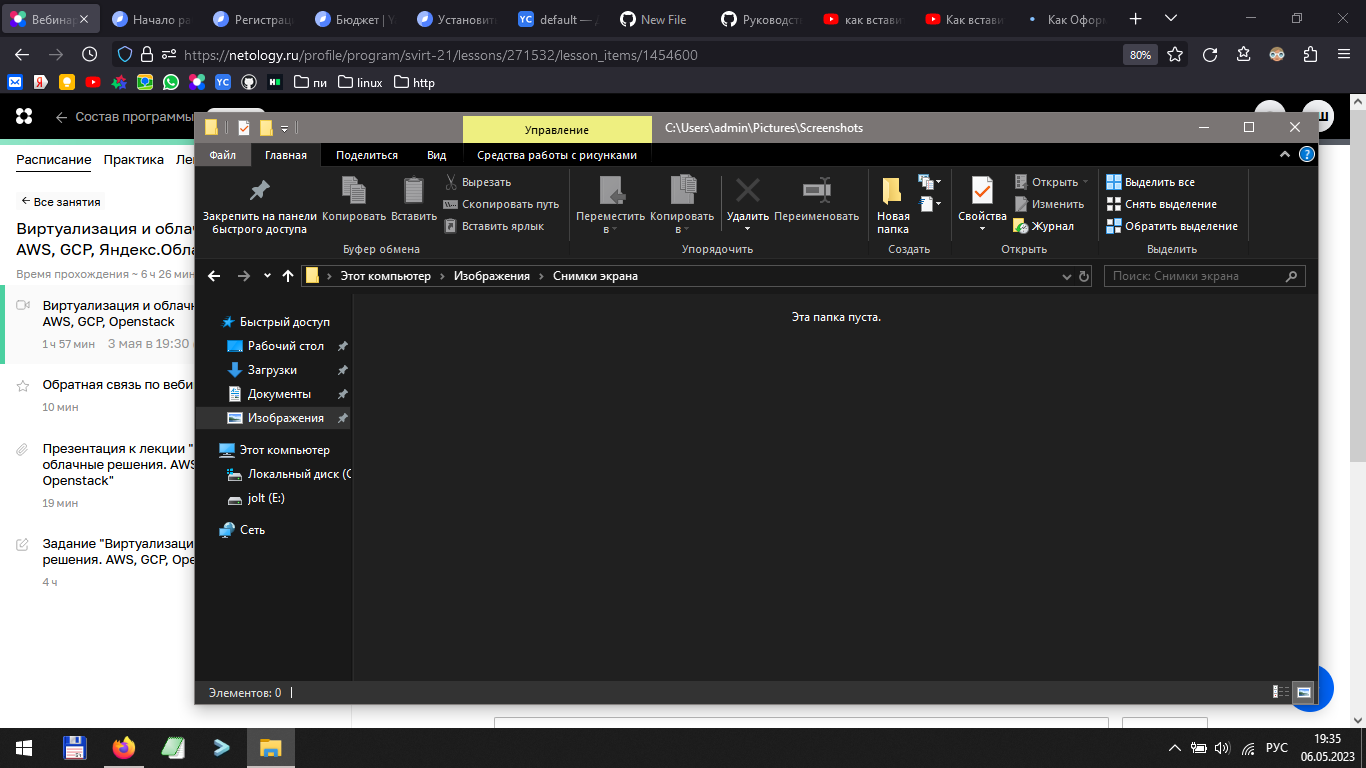 Вебинар
Начало ра
Регистрац
Бюджет | Y
Установит
default — 
New File
Руководст
как встави
Как встави
Как Оформ
https://netology.ru/profile/program/svirt-21/lessons/271532/lesson_items/1454600
80%
пи
linux
http
Состав программы
Управление
C:\Users\admin\Pictures\Screenshots
Файл
Главная
Поделиться
Вид
Средства работы с рисунками
Расписание
Практика
Ле
Закрепить на панели
быстрого доступа
Копировать
Вставить
Вырезать
Скопировать путь
Вставить ярлык
Буфер обмена
Переместить
в
Копировать
в
Удалить
Переименовать
Упорядочить
Новая
папка
Создать
Свойства
Открыть
Изменить
Журнал
Открыть
Выделить все
Снять выделение
Обратить выделение
Выделить
Все занятия
Виртуализация и обла
AWS, GCP, Яндекс.Обла
Время прохождения ~ 6 ч 26 мин
Виртуализация и облачн
AWS, GCP, Openstack
1 ч 57 мин
3 мая в 19:30
Обратная связь по веби
10 мин
Презентация к лекции "
облачные решения. AWS
Openstack"
19 мин
Задание "Виртуализаци
решения. AWS, GCP, Ope
4 ч
Этот компьютер
Изображения
Снимки экрана
Поиск: Снимки экрана
Быстрый доступ
Рабочий стол
Загрузки
Документы
Изображения
Этот компьютер
Локальный диск (C
jolt (E:)
Сеть
Эта папка пуста.
Элементов: 0
РУС
19:35
06.05.2023